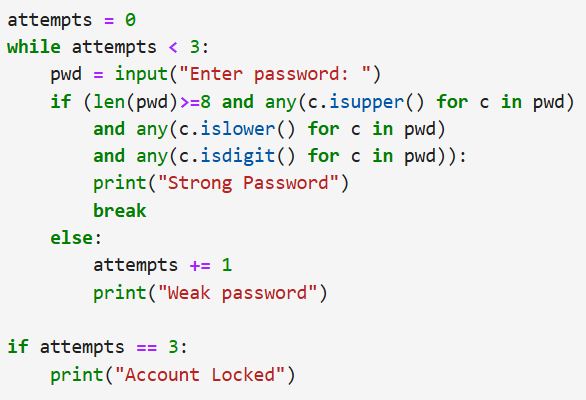 attempts = 0
while attempts < 3:
    pwd = input("Enter password: ")
    if (len(pwd)>=8 and any(c.isupper() for c in pwd)
        and any(c.islower() for c in pwd)
        and any(c.isdigit() for c in pwd)):
        print("Strong Password")
        break
    else:
        attempts += 1
        print("Weak password")

if attempts == 3:
    print("Account Locked")